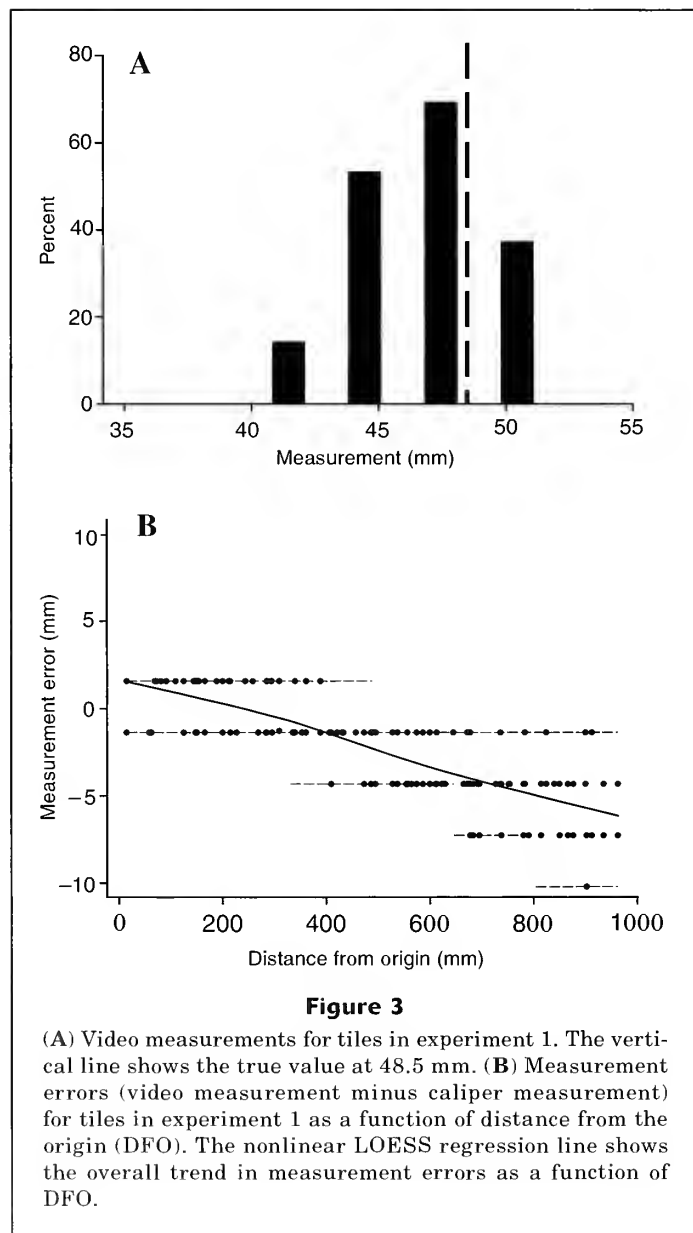 A
80
60
40
20
0
Percent
35 40 45 50 55
Measurement (mm)
B
10
5
0
−5
−10
Measurement error (mm)
0 200 400 600 800 1000
Distance from origin (mm)
Figure 3
(A) Video measurements for tiles in experiment 1. The verti-
cal line shows the true value at 48.5 mm. (B) Measurement
errors (video measurement minus caliper measurement)
for tiles in experiment 1 as a function of distance from the
origin (DFO). The nonlinear LOESS regression line shows
the overall trend in measurement errors as a function of
DFO.